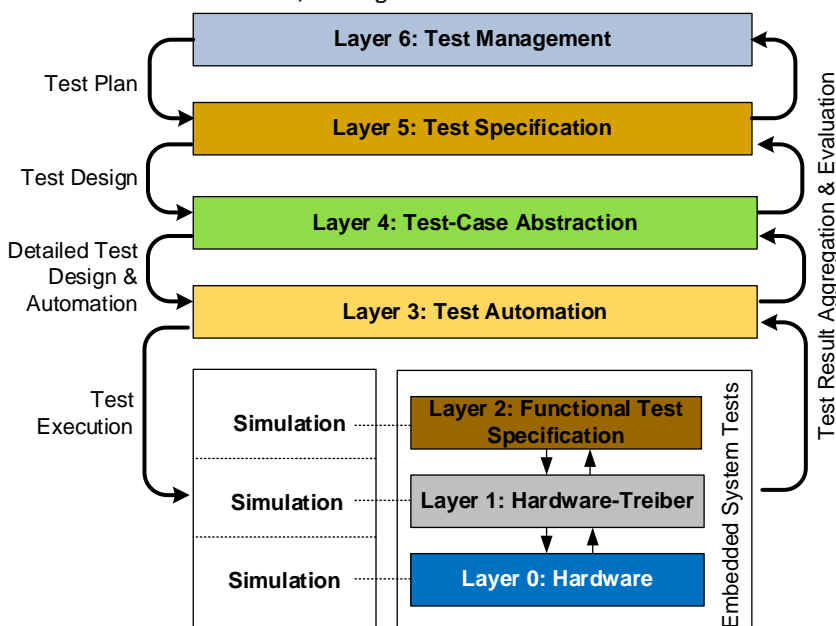 Layer 6: Test Management
Test Plan
Layer 5: Test Specification
Test Design
Layer 4: Test-Case Abstraction
Detailed Test
Design &
Automation
Layer 3: Test Automation
Test
Execution
Simulation
Layer 2: Functional Test
Specification
Simulation
Layer 1: Hardware-Treiber
Simulation
Layer 0: Hardware
Embedded System Tests
Test Result Aggregation & Evaluation